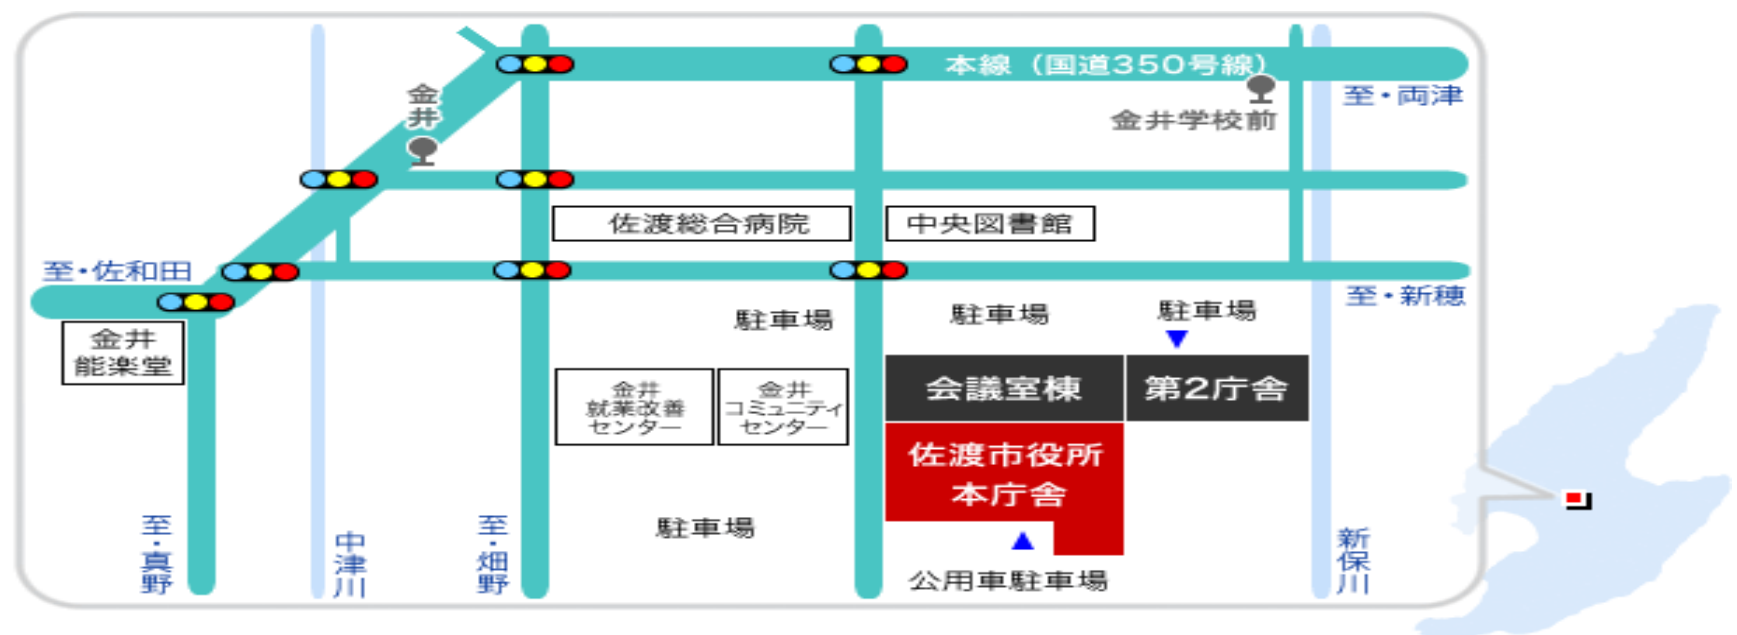 本線（国道350号線）
金井
至・両津
金井学校前
佐渡総合病院
中央図書館
至・佐和田
至・新穂
金井
能楽堂
駐車場
駐車場
駐車場
金井
就業改善
センター
金井
コミュニティ
センター
会議室棟
第2庁舎
佐渡市役所
本庁舎
至・真野
中津川
至・畑野
駐車場
公用車駐車場
新保川